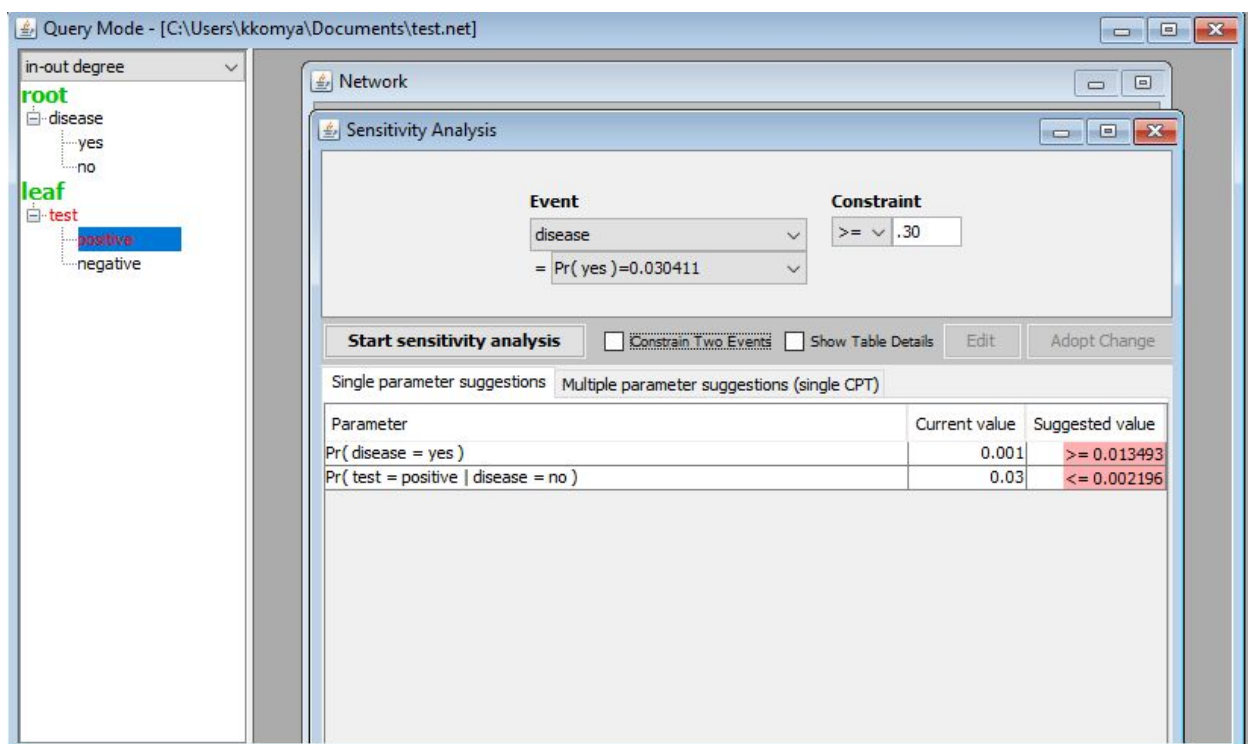 Query Mode - [C:\Users\kkomya\Documents\test.net]
in-out degree
root
disease
yes
no
leaf
test
positive
negative
Network
Sensitivity Analysis
Event Constraint
disease >= .30
= Pr( yes )=0.030411
Start sensitivity analysis Constrain Two Events Show Table Details Edit Adopt Change
Single parameter suggestions Multiple parameter suggestions (single CPT)
Parameter Current value Suggested value
Pr( disease = yes ) 0.001 >= 0.013493
Pr( test = positive | disease = no ) 0.03 <= 0.002196